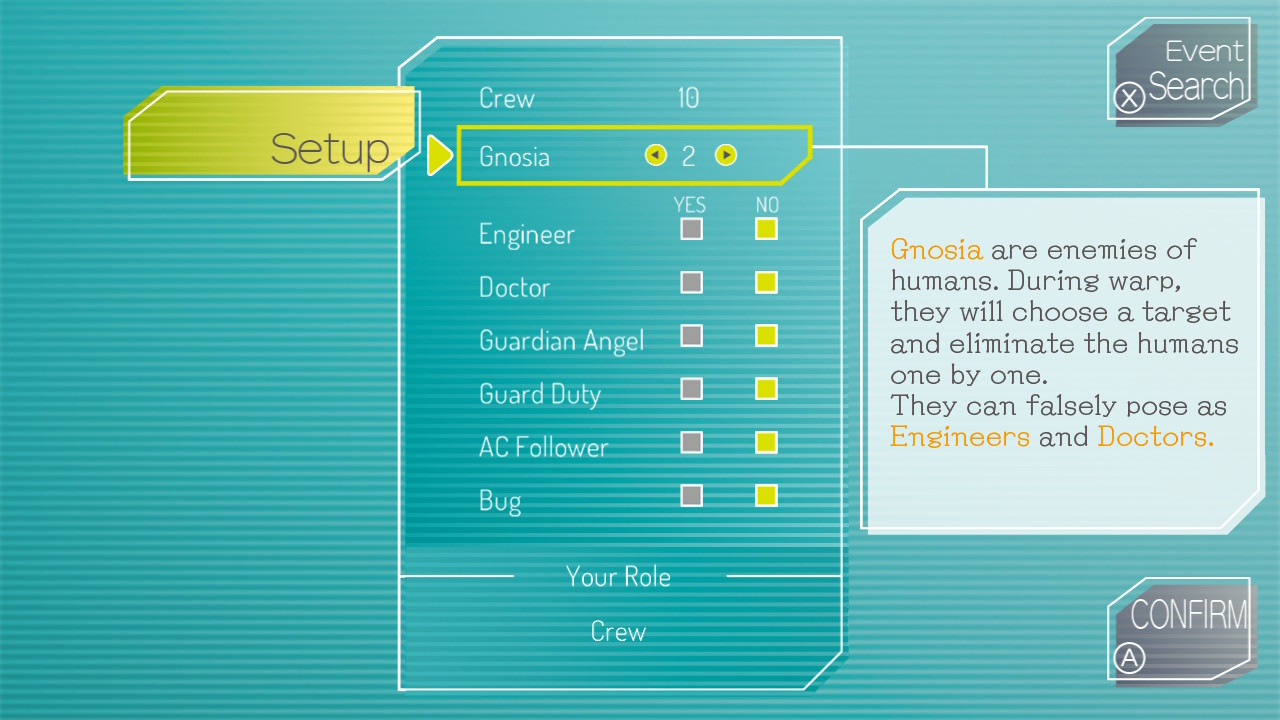 Setup
Crew 10
Gnosia 2
YES NO
Engineer
Doctor
Guardian Angel
Guard Duty
AC Follower
Bug
Your Role
Crew
Event
X Search
Gnosia are enemies of
humans. During warp,
they will choose a target
and eliminate the humans
one by one.
They can falsely pose as
Engineers and Doctors.
CONFIRM
A